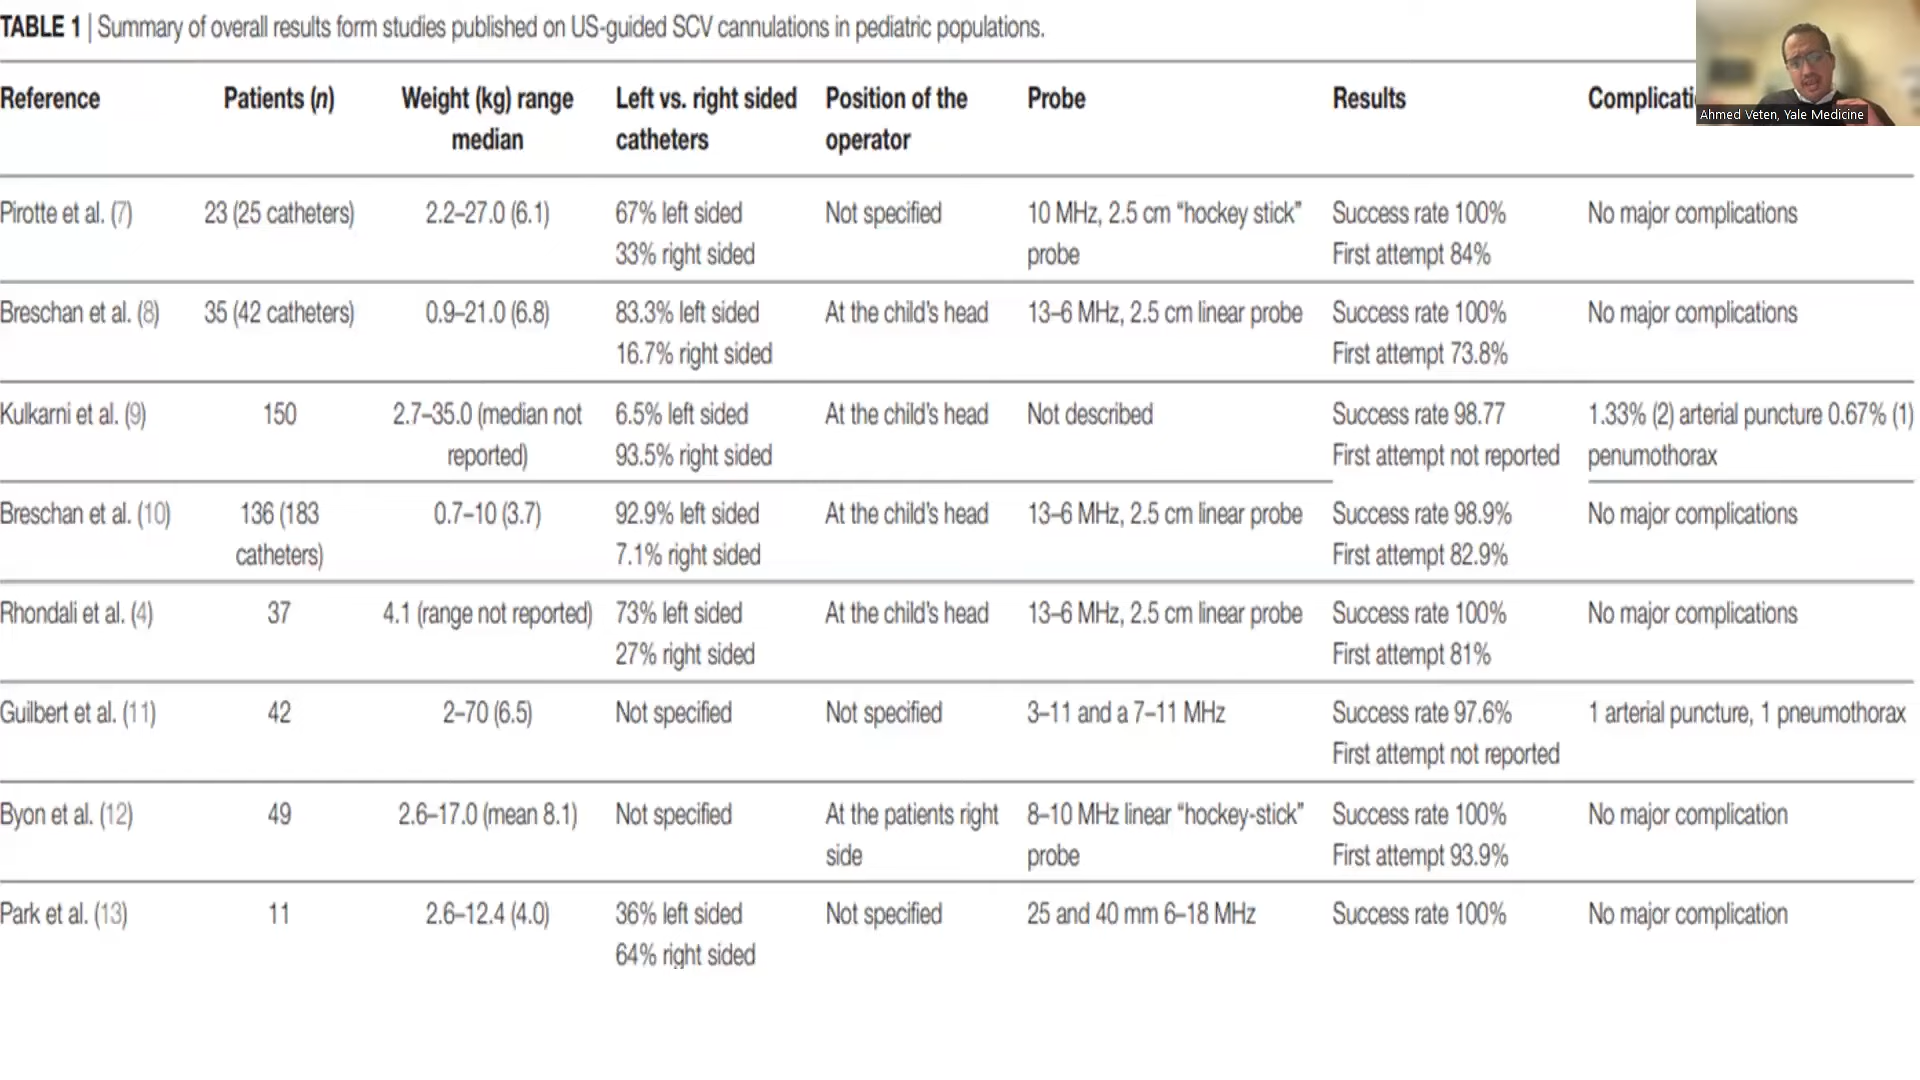 TABLE 1 | Summary of overall results form studies published on US-guided SCV cannulations in pediatric populations.
Ahmed Veten, Yale Medicine
Reference Patients (n) Weight (kg) range Left vs. right sided Position of the Probe Results Complicati
median catheters operator
Pirotte et al. (7) 23 (25 catheters) 2.2–27.0 (6.1) 67% left sided Not specified 10 MHz, 2.5 cm “hockey stick” Success rate 100% No major complications
33% right sided probe First attempt 84%
Breschan et al. (8) 35 (42 catheters) 0.9–21.0 (6.8) 83.3% left sided At the child’s head 13–6 MHz, 2.5 cm linear probe Success rate 100% No major complications
16.7% right sided First attempt 73.8%
Kulkarni et al. (9) 150 2.7–35.0 (median not 6.5% left sided At the child’s head Not described Success rate 98.77 1.33% (2) arterial puncture 0.67% (1)
reported) 93.5% right sided First attempt not reported penumothorax
Breschan et al. (10) 136 (183 0.7–10 (3.7) 92.9% left sided At the child’s head 13–6 MHz, 2.5 cm linear probe Success rate 98.9% No major complications
catheters) 7.1% right sided First attempt 82.9%
Rhondali et al. (4) 37 4.1 (range not reported) 73% left sided At the child’s head 13–6 MHz, 2.5 cm linear probe Success rate 100% No major complications
27% right sided First attempt 81%
Guilbert et al. (11) 42 2–70 (6.5) Not specified Not specified 3–11 and a 7–11 MHz Success rate 97.6% 1 arterial puncture, 1 pneumothorax
First attempt not reported
Byon et al. (12) 49 2.6–17.0 (mean 8.1) Not specified At the patients right 8–10 MHz linear “hockey-stick” Success rate 100% No major complication
side probe First attempt 93.9%
Park et al. (13) 11 2.6–12.4 (4.0) 36% left sided Not specified 25 and 40 mm 6–18 MHz Success rate 100% No major complication
64% right sided